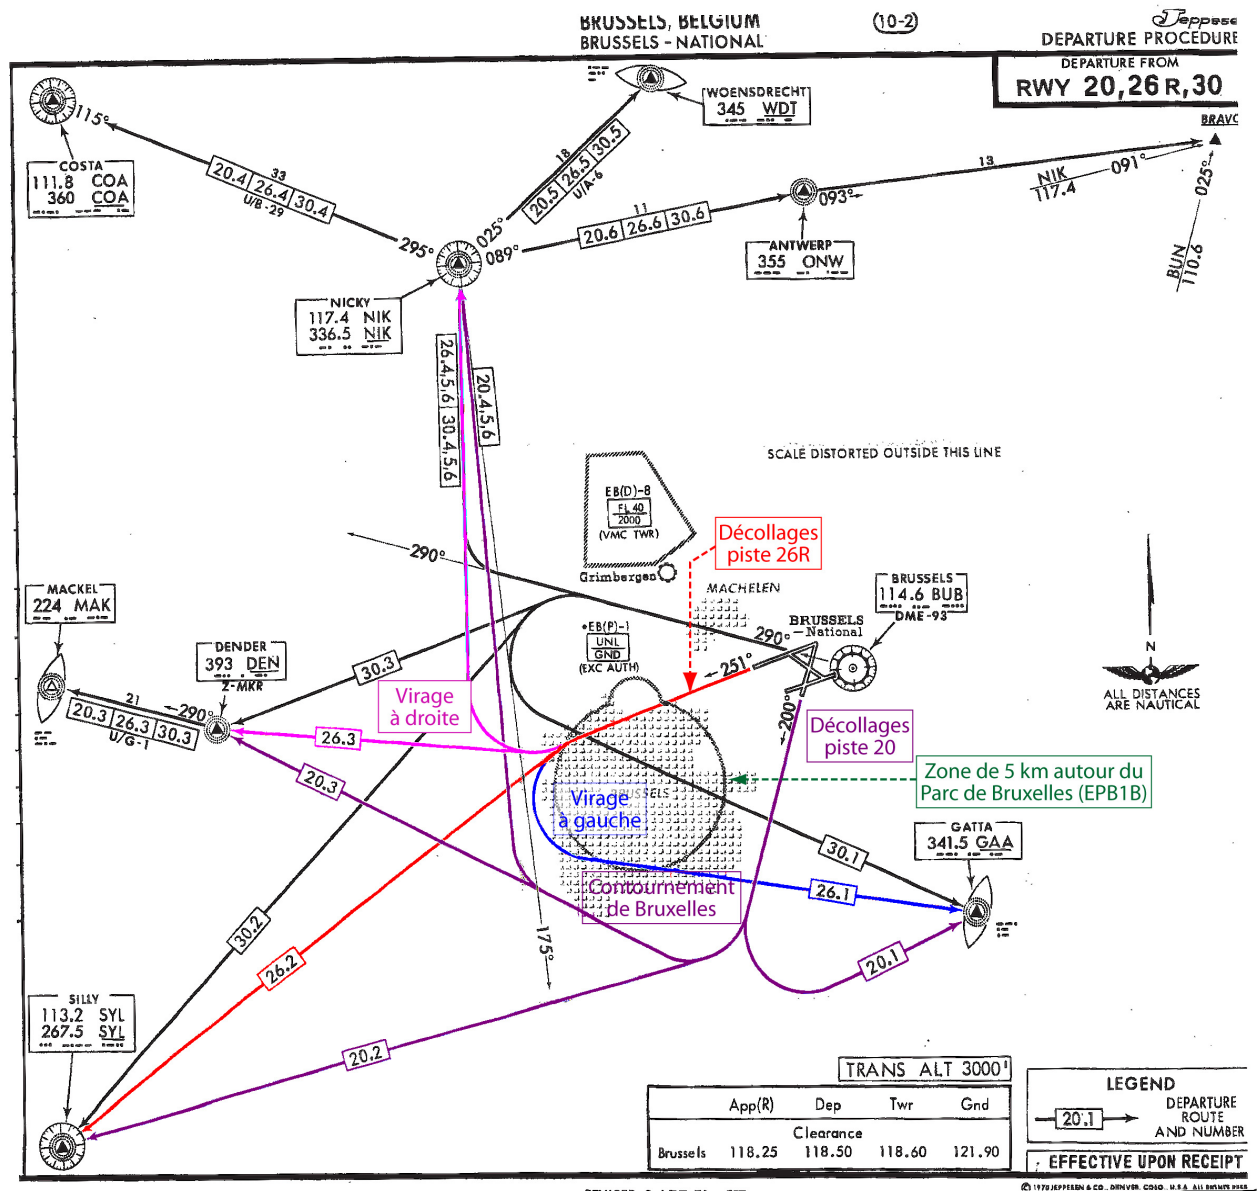 BRUSSELS, BELGIUM
BRUSSELS - NATIONAL
(10-2)
Jeppese
DEPARTURE PROCEDURE
DEPARTURE FROM
RWY 20,26R,30
BRAVO
WOENSDRECHT
345 WDT
115°
COSTA
111.8 COA
360 COA
33
20.4 26.4 30.4
U/B-29
295°
18
20.5 26.5 30.5
U/A-6
025°
089°
11
20.6 26.6 30.6
093°
13
NIK
117.4
091°
025°
BUN
110.6
ANTWERP
355 ONW
NICKY
117.4 NIK
336.5 NIK
26.4,5,6 30.4,5,6
20.4,5,6
SCALE DISTORTED OUTSIDE THIS LINE
EB(D)-8
FL 40
2000
(VMC TWR)
Grimbergen
Décollages
piste 26R
MACHELEN
290°
BRUSSELS
114.6 BUB
DME-93
BRUSSELS
-National
290°
MACKEL
224 MAK
DENDER
393 DEN
Z-MKR
EB(P)-1
UNL
GND
(EXC AUTH)
251°
200°
30.3
N
ALL DISTANCES
ARE NAUTICAL
Virage
à droite
21
290°
20.3 26.3 30.3
U/G-1
26.3
Décollages
piste 20
20.3
Zone de 5 km autour du
Parc de Bruxelles (EPB1B)
BRUSSELS
Virage
à gauche
GATTA
341.5 GAA
30.1
26.1
Contournement
de Bruxelles
30.2
175°
26.2
20.1
SILLY
113.2 SYL
267.5 SYL
20.2
TRANS ALT 3000'
App(R) Dep Twr Gnd
Clearance
Brussels 118.25 118.50 118.60 121.90
LEGEND
20.1
DEPARTURE
ROUTE
AND NUMBER
EFFECTIVE UPON RECEIPT